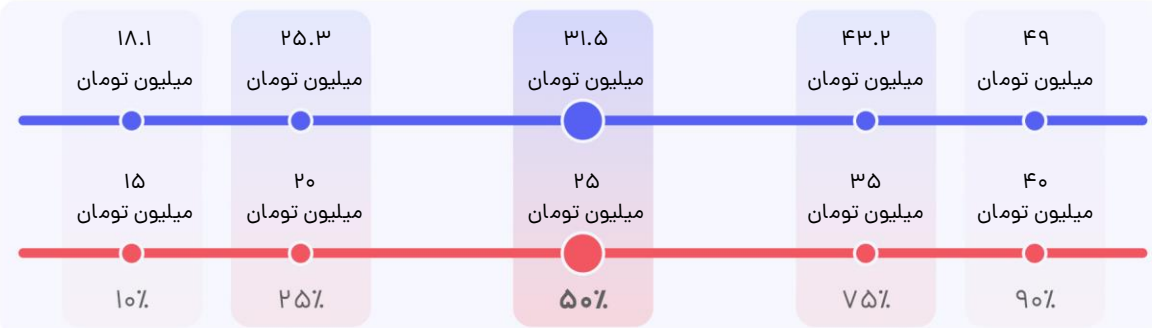 ۱۸.۱ ۲۵.۳ ۳۱.۵ ۴۳.۲ ۴۹
میلیون تومان میلیون تومان میلیون تومان میلیون تومان میلیون تومان
۱۵ ۲۰ ۲۵ ۳۵ ۴۰
میلیون تومان میلیون تومان میلیون تومان میلیون تومان میلیون تومان
۱۰٪ ۲۵٪ ۵۰٪ ۷۵٪ ۹۰٪